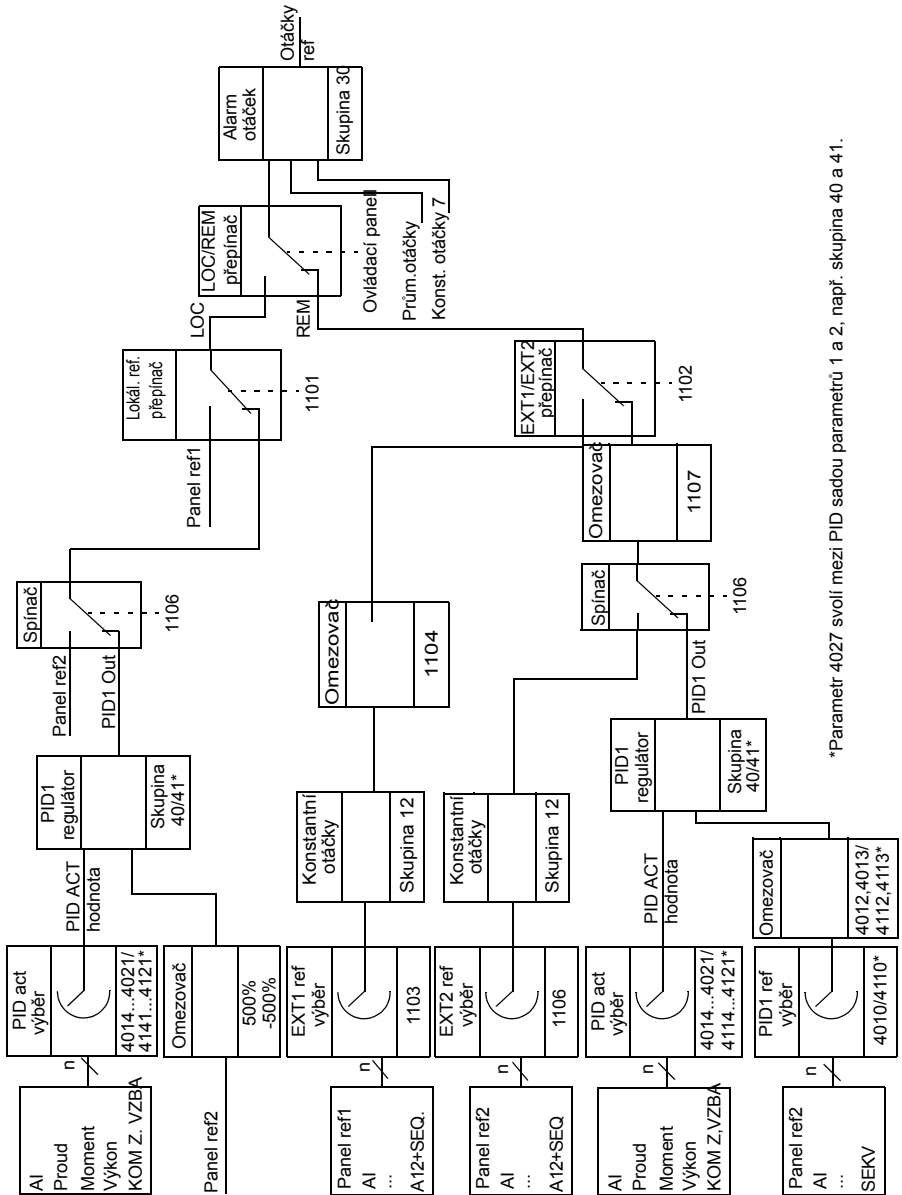 AI
Proud
Moment
Výkon
KOM Z. VZBA
n
PID act
výběr
4014...4021/
4141...4121*
PID ACT
hodnota
PID1
regulátor
Skupina
40/41*
Panel ref2
PID1 Out
Spínač
1106
Panel ref2
Omezovač
500%
-500%
Panel ref1
Lokál. ref.
přepínač
1101
LOC
REM
LOC/REM
přepínač
Ovládací panel
Prům.otáčky
Konst. otáčky 7
Alarm
otáček
Skupina 30
Otáčky
ref
Panel ref1
AI
...
A12+SEQ.
n
EXT1 ref
výběr
1103
Konstantní
otáčky
Skupina 12
Omezovač
1104
Panel ref2
AI
...
A12+SEQ
n
EXT2 ref
výběr
1106
Konstantní
otáčky
Skupina 12
EXT1/EXT2
přepínač
1102
Omezovač
1107
Spínač
1106
AI
Proud
Moment
Výkon
KOM Z,VZBA
n
PID act
výběr
4014...4021/
4114...4121*
PID ACT
hodnota
PID1
regulátor
Skupina
40/41*
PID1 Out
Panel ref2
AI
...
SEKV
n
PID1 ref
výběr
4010/4110*
Omezovač
4012,4013/
4112,4113*
*Parametr 4027 svolí mezi PID sadou parametrů 1 a 2, např. skupina 40 a 41.